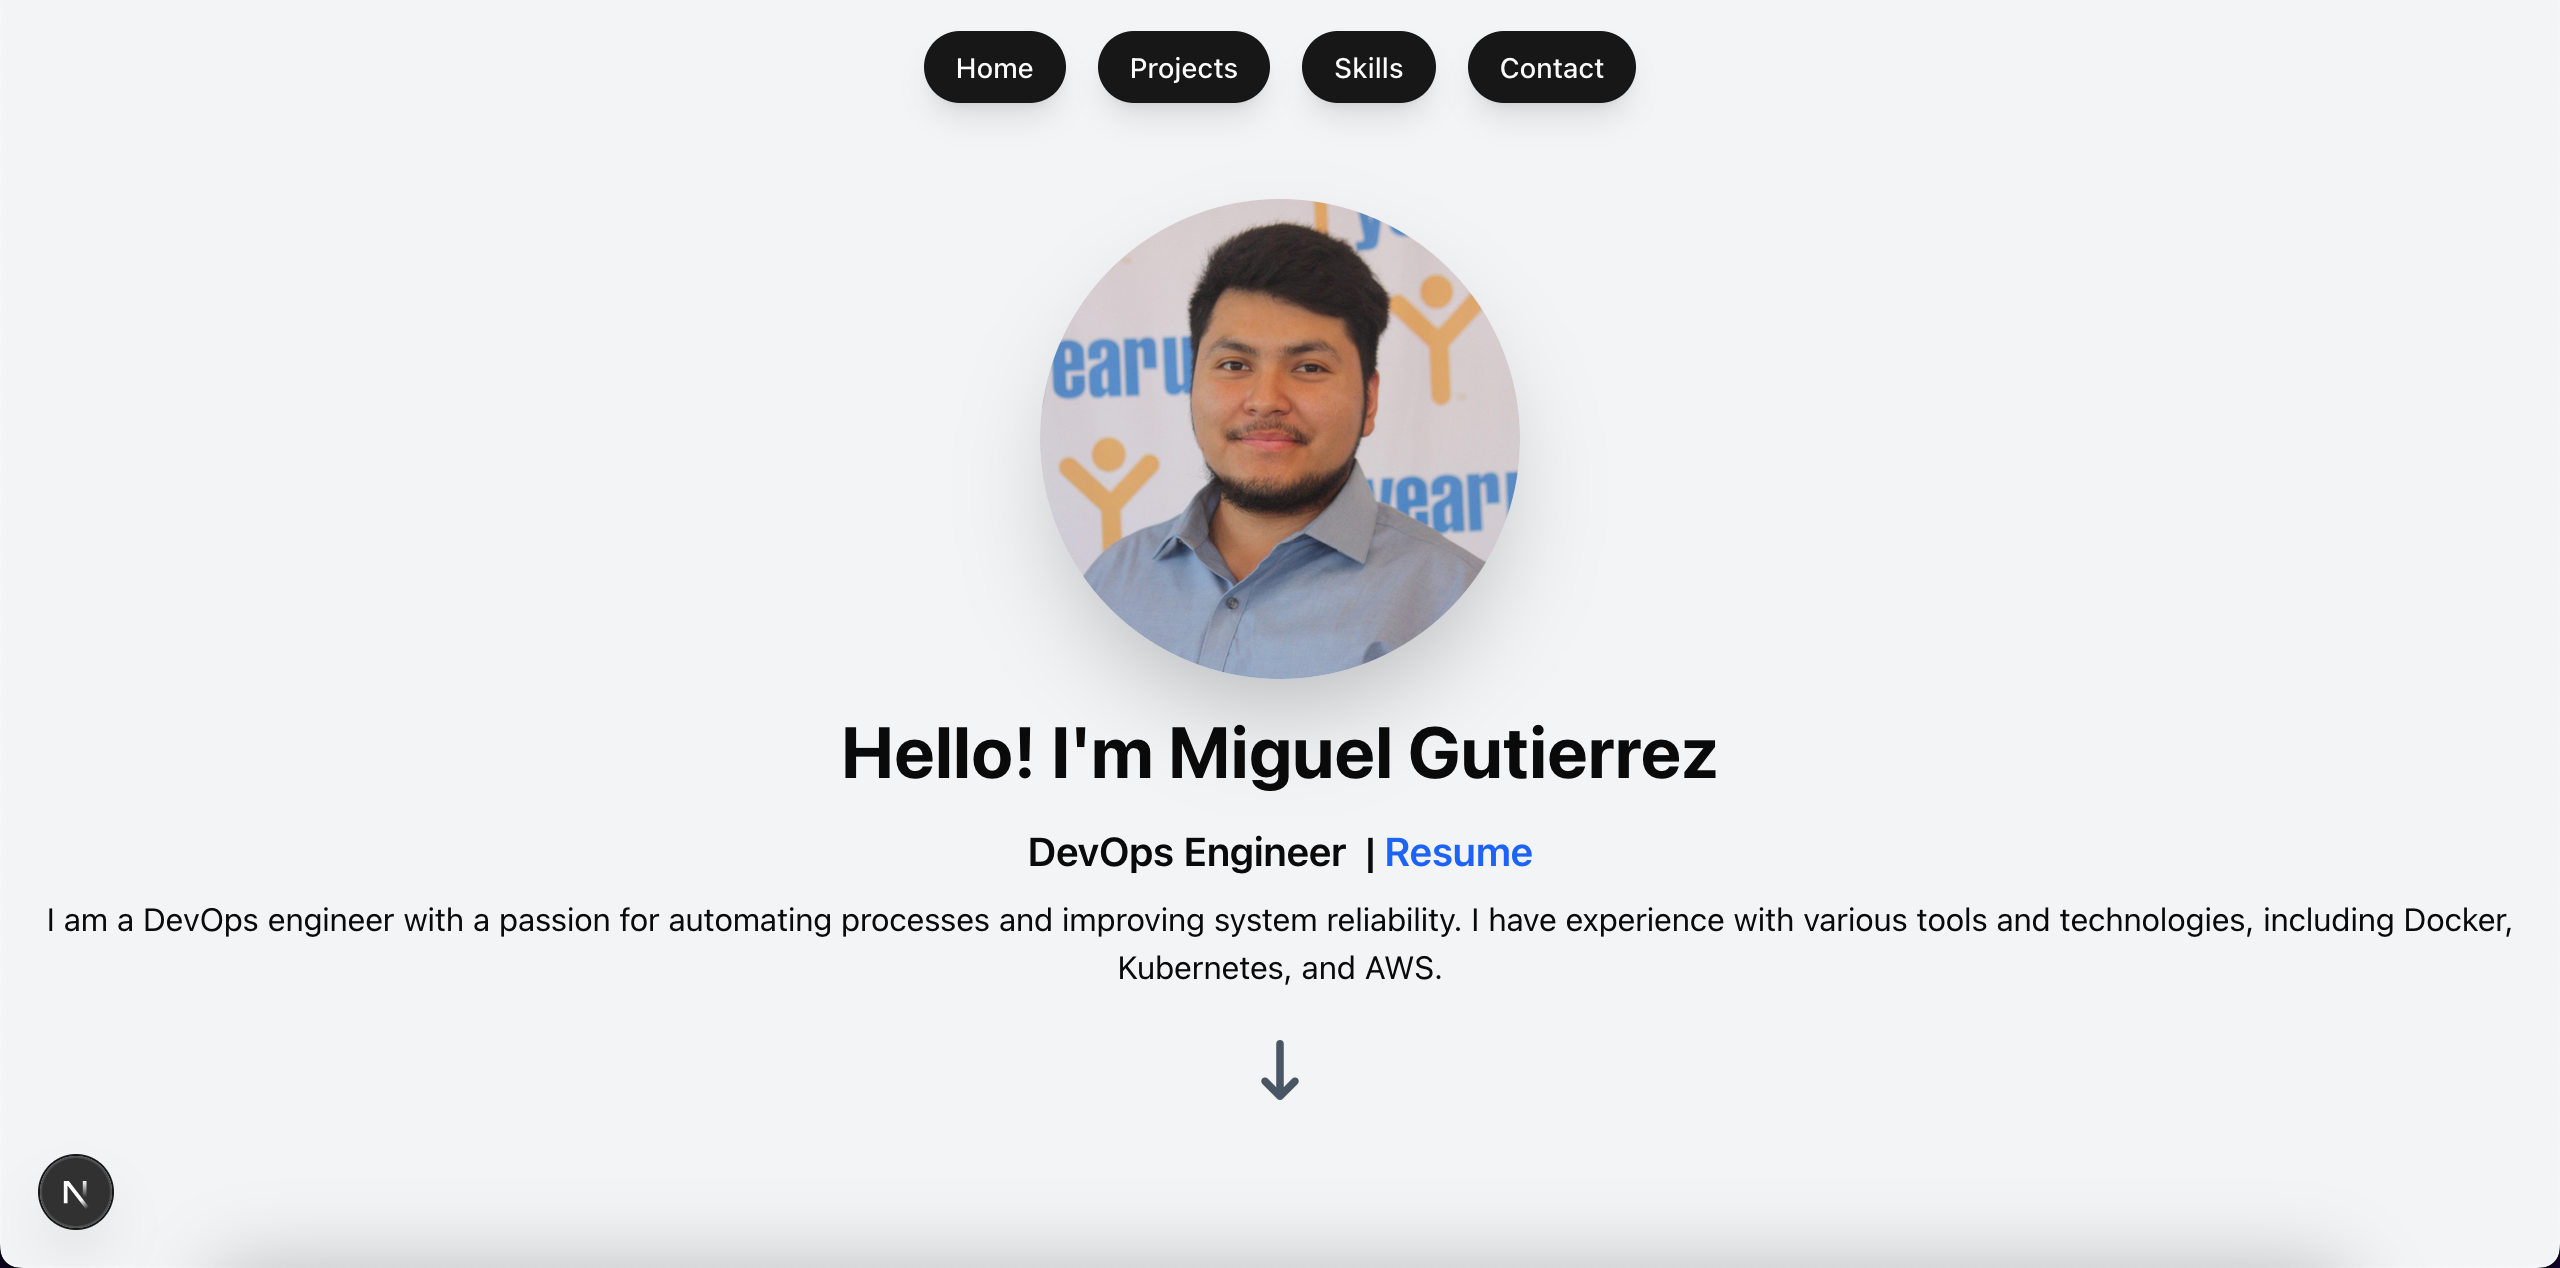 Home Projects Skills Contact
earu
year
Hello! I'm Miguel Gutierrez
DevOps Engineer | Resume
I am a DevOps engineer with a passion for automating processes and improving system reliability. I have experience with various tools and technologies, including Docker,
Kubernetes, and AWS.
N